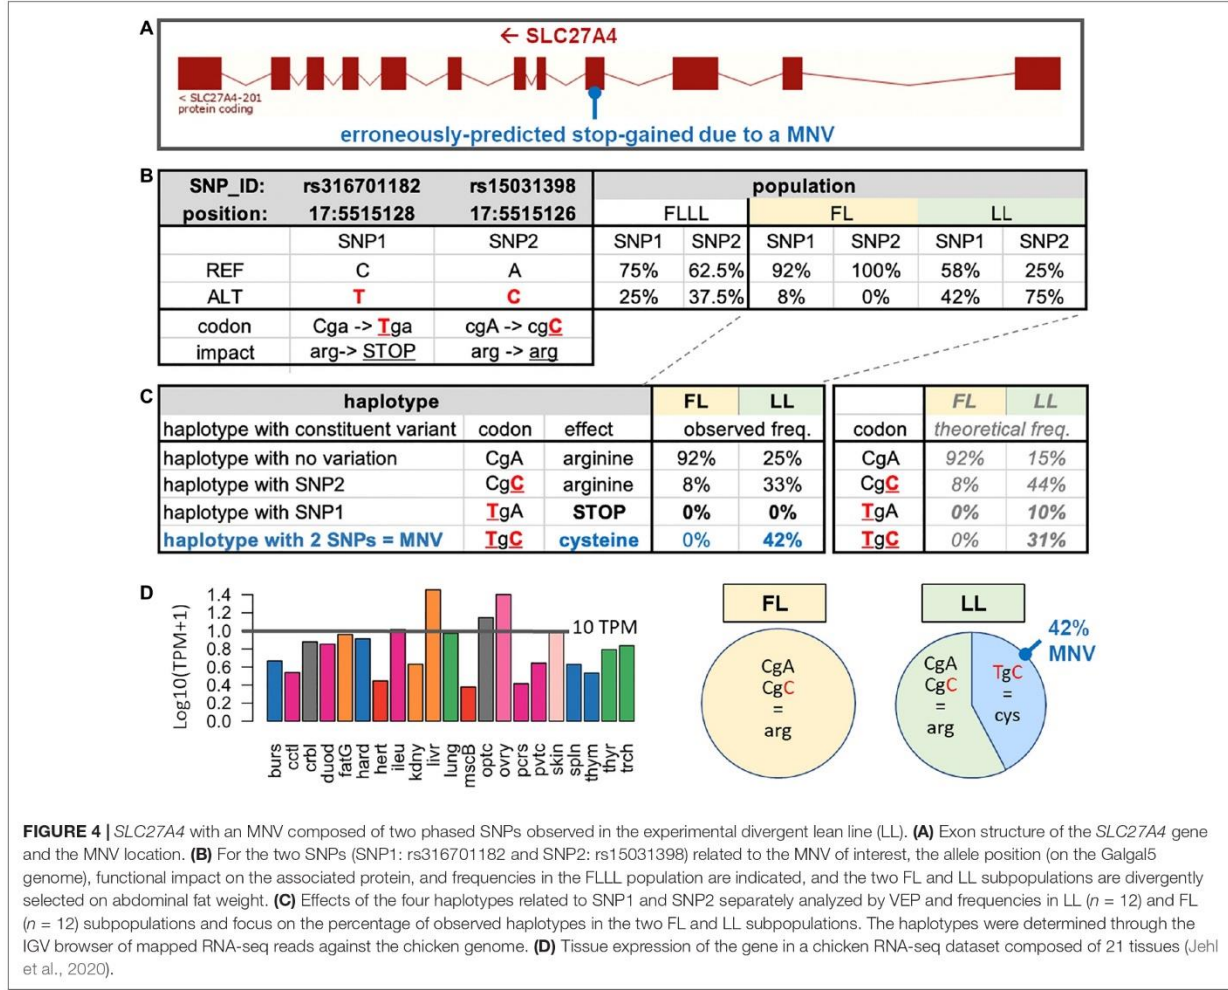 A
← SLC27A4
< SLC27A4-201
protein coding
erroneously-predicted stop-gained due to a MNV
B
SNP_ID: rs316701182 rs15031398 population
position: 17:5515128 17:5515126 FLLL FL LL
SNP1 SNP2 SNP1 SNP2 SNP1 SNP2 SNP1 SNP2
REF C A 75% 62.5% 92% 100% 58% 25%
ALT T C 25% 37.5% 8% 0% 42% 75%
codon Cga -> Tga cgA -> cgC
impact arg-> STOP arg -> arg
C
haplotype FL LL FL LL
haplotype with constituent variant codon effect observed freq. codon theoretical freq.
haplotype with no variation CgA arginine 92% 25% CgA 92% 15%
haplotype with SNP2 CgC arginine 8% 33% CgC 8% 44%
haplotype with SNP1 TgA STOP 0% 0% TgA 0% 10%
haplotype with 2 SNPs = MNV TgC cysteine 0% 42% TgC 0% 31%
D
Log10(TPM+1)
1.4
1.2
1.0
0.8
0.6
0.4
0.2
0.0
10 TPM
burs cctl crbl duod fatG hard hert ileu kdny livr lung mscB optc ovry pcrs pvtc skin spln thym thyr trch
FL
CgA
CgC
=
arg
LL
42%
MNV
CgA
CgC
=
arg
TgC
=
cys
FIGURE 4 | SLC27A4 with an MNV composed of two phased SNPs observed in the experimental divergent lean line (LL). (A) Exon structure of the SLC27A4 gene
and the MNV location. (B) For the two SNPs (SNP1: rs316701182 and SNP2: rs15031398) related to the MNV of interest, the allele position (on the Galgal5
genome), functional impact on the associated protein, and frequencies in the FLLL population are indicated, and the two FL and LL subpopulations are divergently
selected on abdominal fat weight. (C) Effects of the four haplotypes related to SNP1 and SNP2 separately analyzed by VEP and frequencies in LL (n = 12) and FL
(n = 12) subpopulations and focus on the percentage of observed haplotypes in the two FL and LL subpopulations. The haplotypes were determined through the
IGV browser of mapped RNA-seq reads against the chicken genome. (D) Tissue expression of the gene in a chicken RNA-seq dataset composed of 21 tissues (Jehl
et al., 2020).